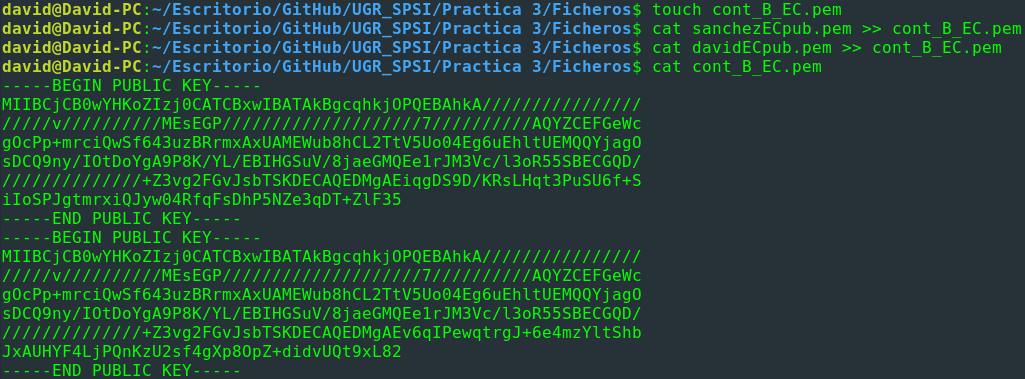 david@David-PC:~/Escritorio/GitHub/UGR_SPSI/Practica 3/Ficheros$ touch cont_B_EC.pem
david@David-PC:~/Escritorio/GitHub/UGR_SPSI/Practica 3/Ficheros$ cat sanchezECpub.pem >> cont_B_EC.pem
david@David-PC:~/Escritorio/GitHub/UGR_SPSI/Practica 3/Ficheros$ cat davidECpub.pem >> cont_B_EC.pem
david@David-PC:~/Escritorio/GitHub/UGR_SPSI/Practica 3/Ficheros$ cat cont_B_EC.pem
-----BEGIN PUBLIC KEY-----
MIIBCjCB0wYHKoZIzj0CATCBxwIBATAkBgcqhkjOPQEBAhkA////////////////
/////v//////////MEsEGP////////////////////7//////////AQYZCEFGeWc
gOcPp+mrciQwSf643uzBRrmxAxUAMEWub8hCL2TtV5Uo04Eg6uEhltUEMQQYjagO
sDCQ9ny/IOtDoYgA9P8K/YL/EBIHGSuV/8jaeGMQEe1rJM3Vc/l3oR55SBECGQD/
//////////////+Z3vg2FGvJsbTSKDECAQEDMgAEiqgDS9D/KRsLHqt3PuSU6f+S
iIoSPJgtmrxiQJyw04RfqFsDhP5NZe3qDT+ZlF35
-----END PUBLIC KEY-----
-----BEGIN PUBLIC KEY-----
MIIBCjCB0wYHKoZIzj0CATCBxwIBATAkBgcqhkjOPQEBAhkA////////////////
/////v//////////MEsEGP////////////////////7//////////AQYZCEFGeWc
gOcPp+mrciQwSf643uzBRrmxAxUAMEWub8hCL2TtV5Uo04Eg6uEhltUEMQQYjagO
sDCQ9ny/IOtDoYgA9P8K/YL/EBIHGSuV/8jaeGMQEe1rJM3Vc/l3oR55SBECGQD/
//////////////+Z3vg2FGvJsbTSKDECAQEDMgAEv6qIPewqtrgJ+6e4mzYltShb
JxAUHYF4LjPQnKzU2sf4gXp8OpZ+didvUQt9xL82
-----END PUBLIC KEY-----